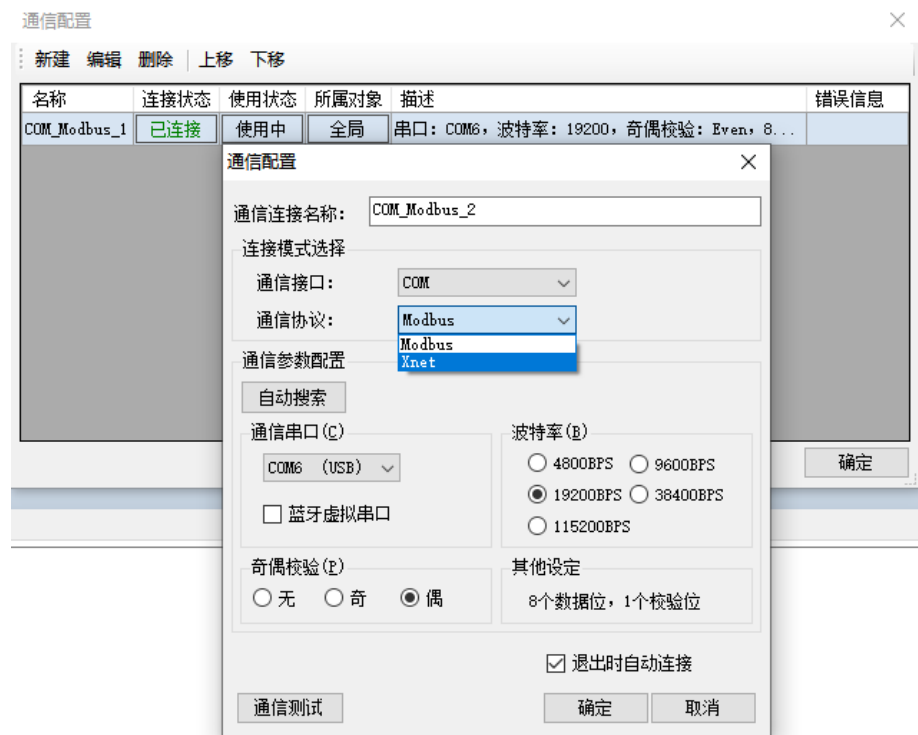 通信配置
新建 编辑 删除 上移 下移
名称 连接状态 使用状态 所属对象 描述 错误信息
COM_Modbus_1 已连接 使用中 全局 串口: COM6, 波特率: 19200, 奇偶校验: Even, 8...
通信配置
通信连接名称: COM_Modbus_2
连接模式选择
通信接口: COM
通信协议: Modbus
Modbus
Xnet
通信参数配置
自动搜索
通信串口(C)
COM6 (USB)
蓝牙虚拟串口
波特率(B)
4800BPS 9600BPS
19200BPS 38400BPS
115200BPS
确定
奇偶校验(P)
无 奇 偶
其他设定
8个数据位, 1个校验位
退出时自动连接
通信测试 确定 取消